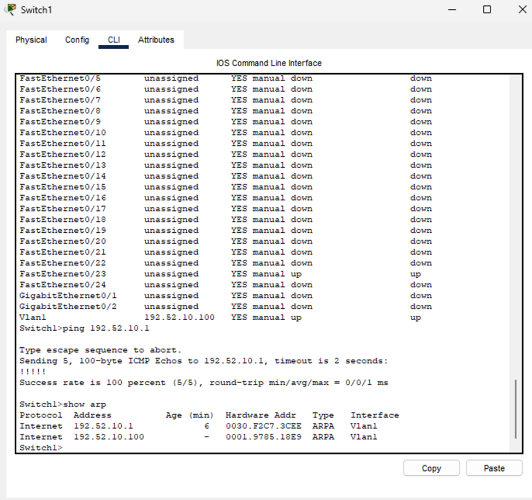 Switch1
Physical Config CLI Attributes
IOS Command Line Interface
FastEthernet0/5 unassigned YES manual down down
FastEthernet0/6 unassigned YES manual down down
FastEthernet0/7 unassigned YES manual down down
FastEthernet0/8 unassigned YES manual down down
FastEthernet0/9 unassigned YES manual down down
FastEthernet0/10 unassigned YES manual down down
FastEthernet0/11 unassigned YES manual down down
FastEthernet0/12 unassigned YES manual down down
FastEthernet0/13 unassigned YES manual down down
FastEthernet0/14 unassigned YES manual down down
FastEthernet0/15 unassigned YES manual down down
FastEthernet0/16 unassigned YES manual down down
FastEthernet0/17 unassigned YES manual down down
FastEthernet0/18 unassigned YES manual down down
FastEthernet0/19 unassigned YES manual down down
FastEthernet0/20 unassigned YES manual down down
FastEthernet0/21 unassigned YES manual down down
FastEthernet0/22 unassigned YES manual down down
FastEthernet0/23 unassigned YES manual up up
FastEthernet0/24 unassigned YES manual down down
GigabitEthernet0/1 unassigned YES manual down down
GigabitEthernet0/2 unassigned YES manual down down
Vlan1 192.52.10.100 YES manual up up
Switch1>ping 192.52.10.1
Type escape sequence to abort.
Sending 5, 100-byte ICMP Echos to 192.52.10.1, timeout is 2 seconds:
!!!!!
Success rate is 100 percent (5/5), round-trip min/avg/max = 0/0/1 ms
Switch1>show arp
Protocol Address Age (min) Hardware Addr Type Interface
Internet 192.52.10.1 6 0030.F2C7.3CEE ARPA Vlan1
Internet 192.52.10.100 - 0001.9785.18E9 ARPA Vlan1
Switch1>
Copy Paste